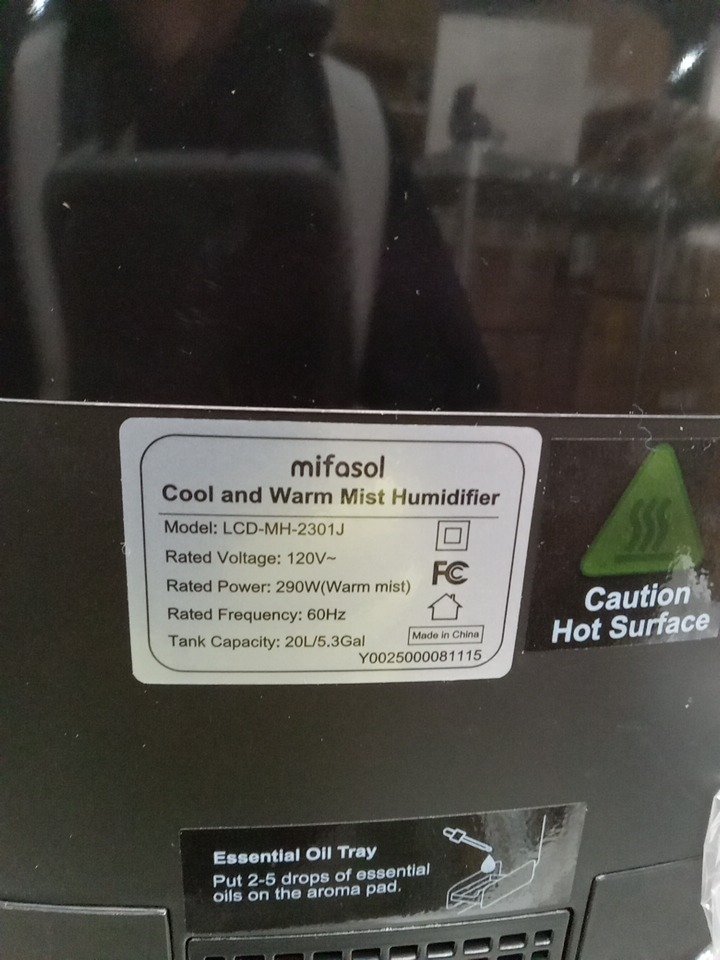 mifasol
Cool and Warm Mist Humidifier
Model: LCD-MH-2301J
Rated Voltage: 120V~
Rated Power: 290W(Warm mist)
FC
Rated Frequency: 60Hz
Tank Capacity: 20L/5.3Gal
Made in China
Y0025000081115
Caution
Hot Surface
Essential Oil Tray
Put 2-5 drops of essential
oils on the aroma pad.